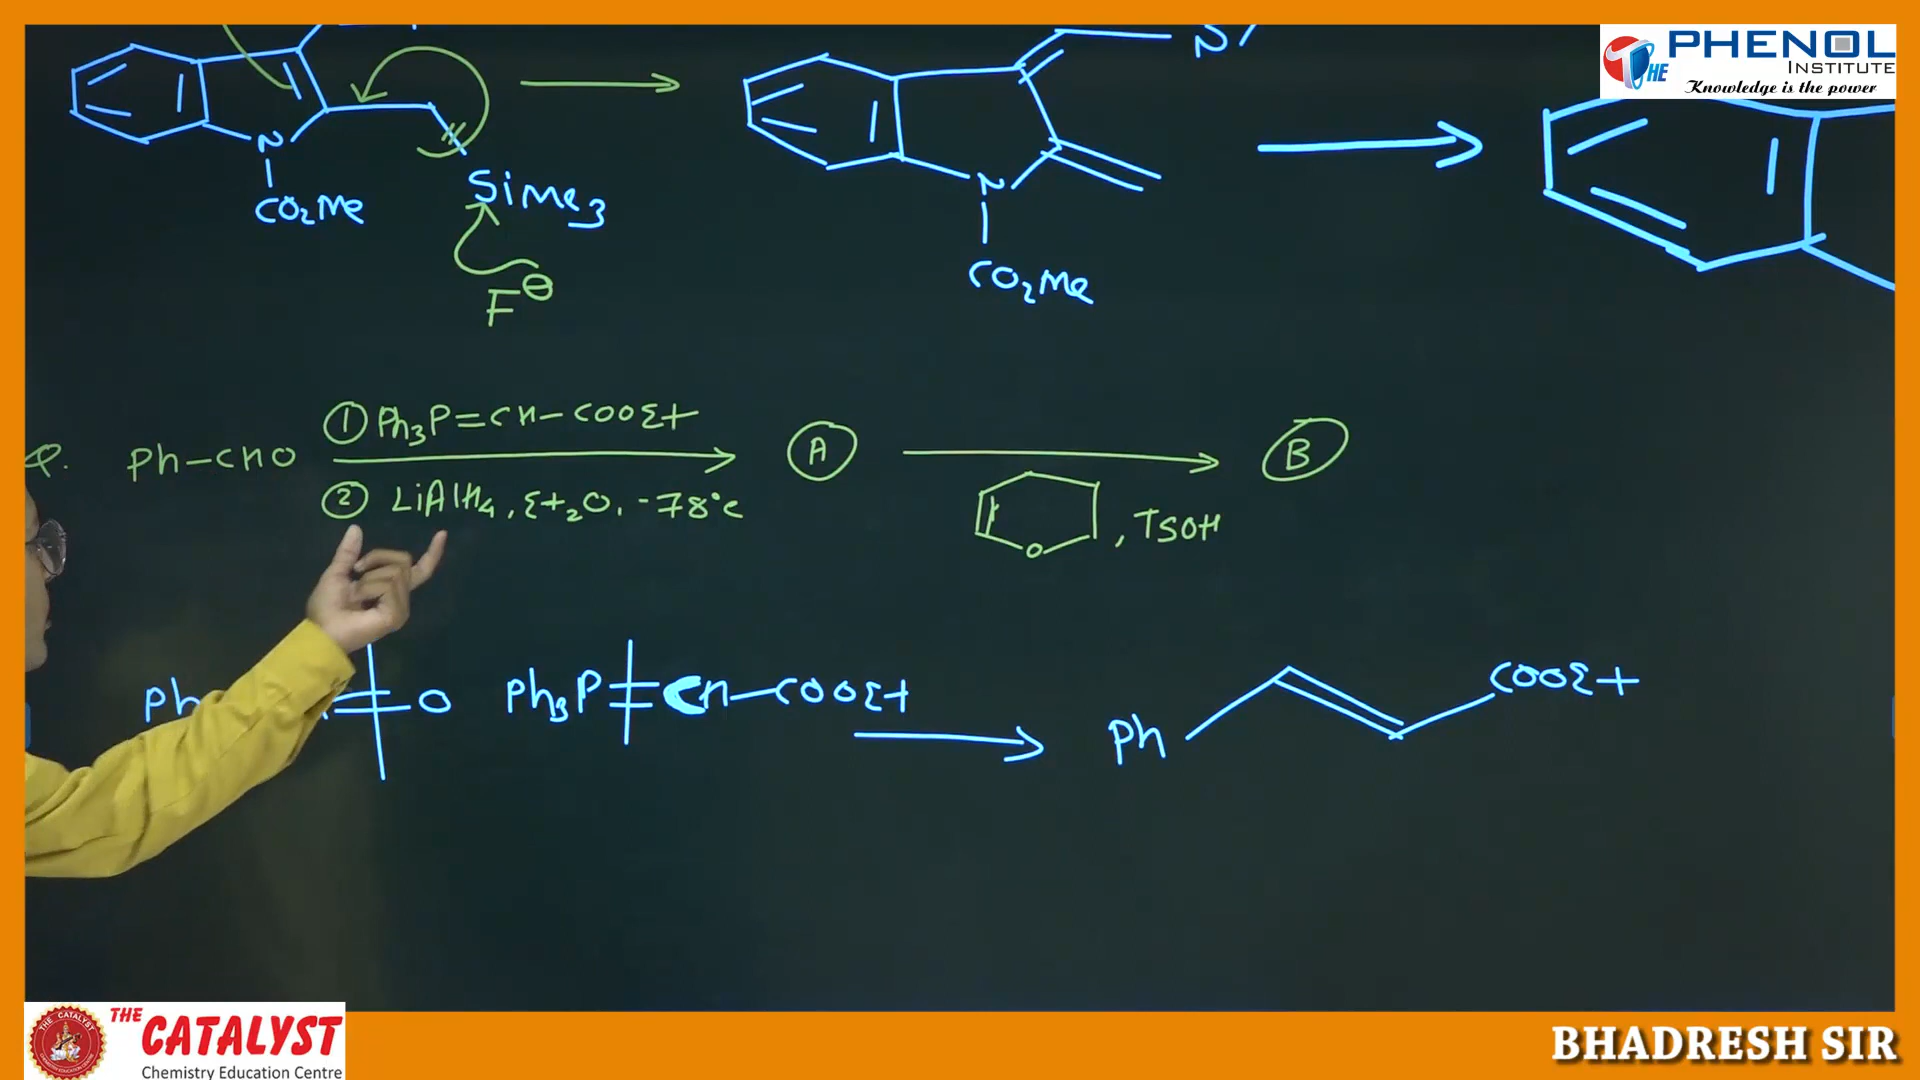 PHENOL
INSTITUTE
THE
Knowledge is the power
N
N
CO₂Me
SiMe₃
F⊖
N
CO₂Me
Q. Ph-CHO
① Ph₃P=CH-COOEt
② LiAlH₄, Et₂O, -78°C
A
O, TSOH
B
Ph
O
Ph₃P=CH-COOEt
Ph
COOEt
THE
CATALYST
Chemistry Education Centre
BHADRESH SIR